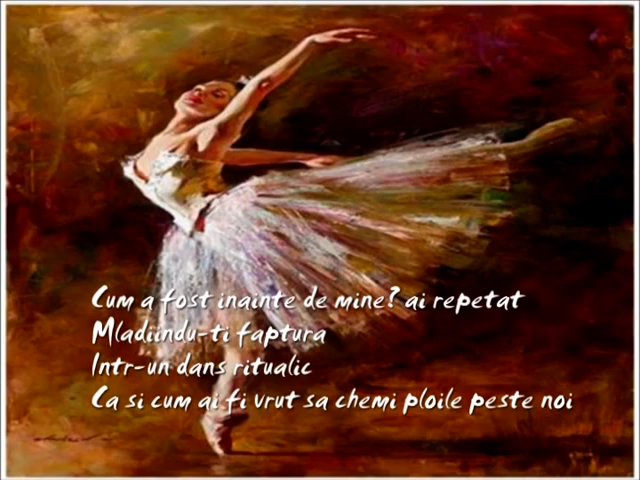 Cum a fost inainte de mine? ai repetat
Mladiindu-ti faptura
Intr-un dans ritualic
Ca si cum ai fi vrut sa chemi ploile peste noi